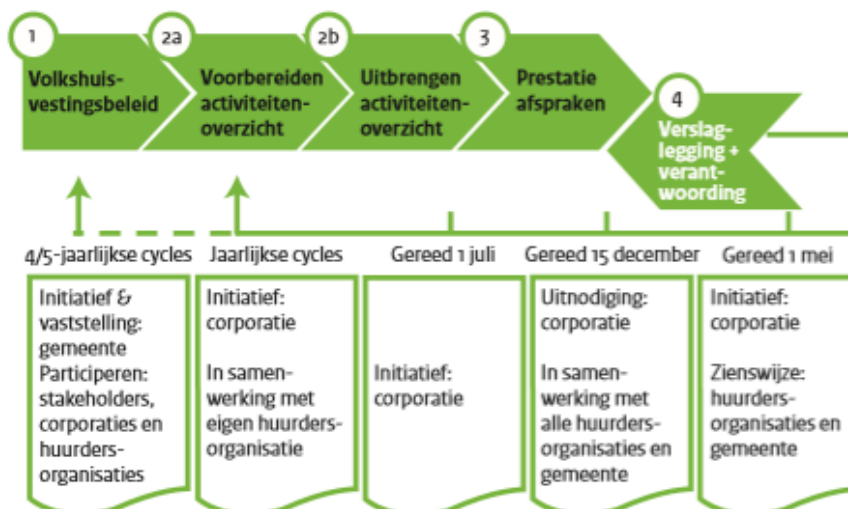 1
Volkshuis-
vestingsbeleid
2a
Voorbereiden
activiteiten-
overzicht
2b
Uitbrengen
activiteiten-
overzicht
3
Prestatie
afspraken
4
Verslag-
legging +
verant-
woording
4/5-jaarlijkse cycles
Jaarlijkse cycles
Gereed 1 juli
Gereed 15 december
Gereed 1 mei
Initiatief &
vaststelling:
gemeente
Participeren:
stakeholders,
corporaties en
huurders-
organisaties
Initiatief:
corporatie
In samen-
werking met
eigen huurders-
organisatie
Initiatief:
corporatie
Uitnodiging:
corporatie
In samen-
werking met
alle huurders-
organisaties en
gemeente
Initiatief:
corporatie
Zienswijze:
huurders-
organisaties en
gemeente